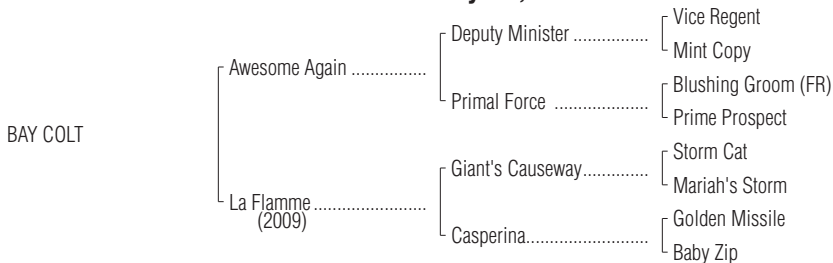 Vice Regent
Deputy Minister ................
Mint Copy
Awesome Again ................
Blushing Groom (FR)
Primal Force ....................
Prime Prospect
BAY COLT
Storm Cat
Giant's Causeway..............
Mariah's Storm
La Flamme ........................
(2009)
Golden Missile
Casperina..........................
Baby Zip